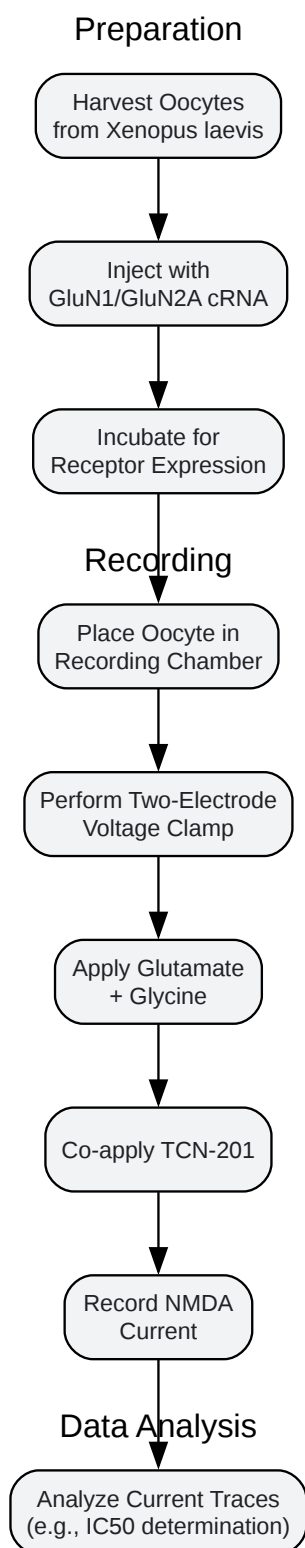 Preparation
Harvest Oocytes
from Xenopus laevis
Inject with
GluN1/GluN2A cRNA
Incubate for
Receptor Expression
Recording
Place Oocyte in
Recording Chamber
Perform Two-Electrode
Voltage Clamp
Apply Glutamate
+ Glycine
Co-apply TCN-201
Record NMDA
Current
Data Analysis
Analyze Current Traces
(e.g., IC50 determination)